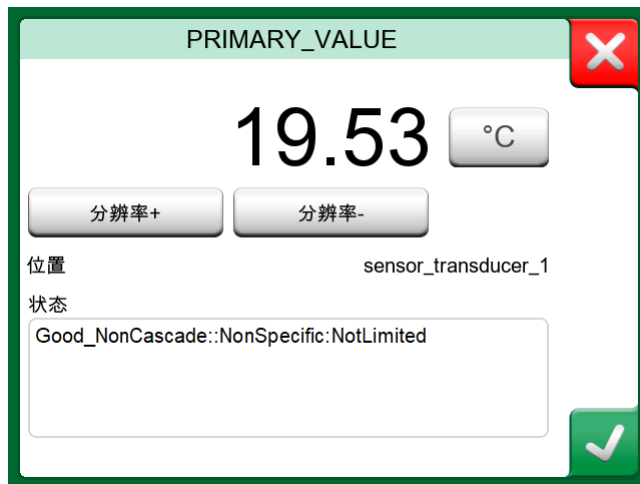 PRIMARY_VALUE
19.53 °C
分辨率+ 分辨率-
位置 sensor_transducer_1
状态
Good_NonCascade::NonSpecific:NotLimited